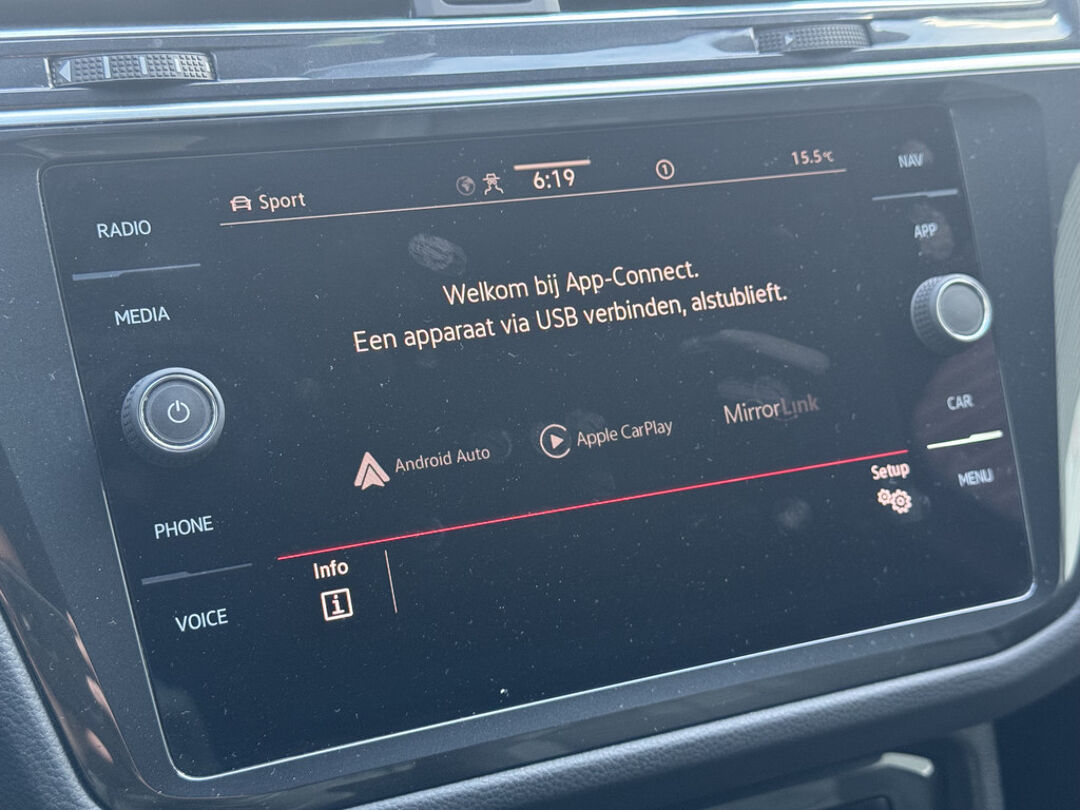 Sport
6:19
1
15.5°C
NAV
RADIO
APP
MEDIA
Welkom bij App-Connect.
Een apparaat via USB verbinden, alstublieft.
Android Auto
Apple CarPlay
MirrorLink
CAR
Setup
MENU
PHONE
Info
i
VOICE